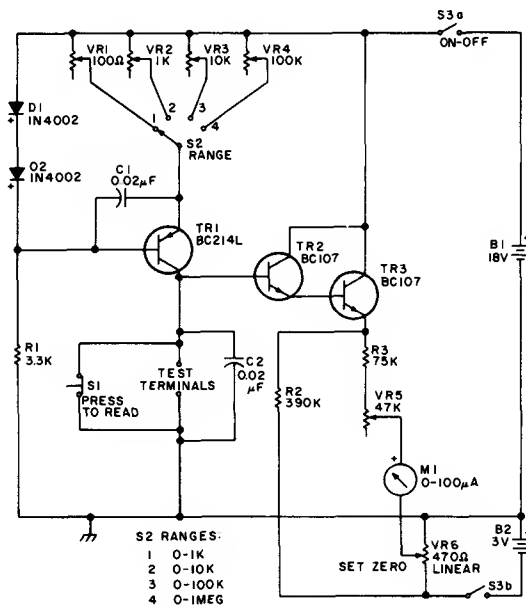 S3a
ON-OFF
VR1
100Ω
VR2
1K
VR3
10K
VR4
100K
D1
1N4002
1
2
3
4
S2
RANGE
O2
1N4002
C1
0.02µF
TR1
BC214L
TR2
BC107
TR3
BC107
B1
18V
R1
3.3K
S1
PRESS
TO READ
TEST
TERMINALS
C2
0.02
µF
R2
390K
R3
75K
VR5
47K
+
M1
0-100µA
S2 RANGES:
1 0-1K
2 0-10K
3 0-100K
4 0-1MEG
SET ZERO
VR6
470Ω
LINEAR
B2
3V
S3b